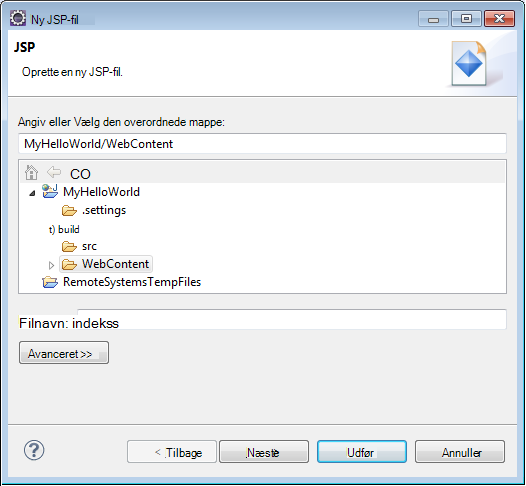 Ny JSP-fil
JSP
Oprette en ny JSP-fil.
Angiv eller Vælg den overordnede mappe:
MyHelloWorld/WebContent
CO
MyHelloWorld
.settings
t) build
src
WebContent
RemoteSystemsTempFiles
Filnavn: indekss
Avanceret >>
< Tilbage Næste Udfør Annuller